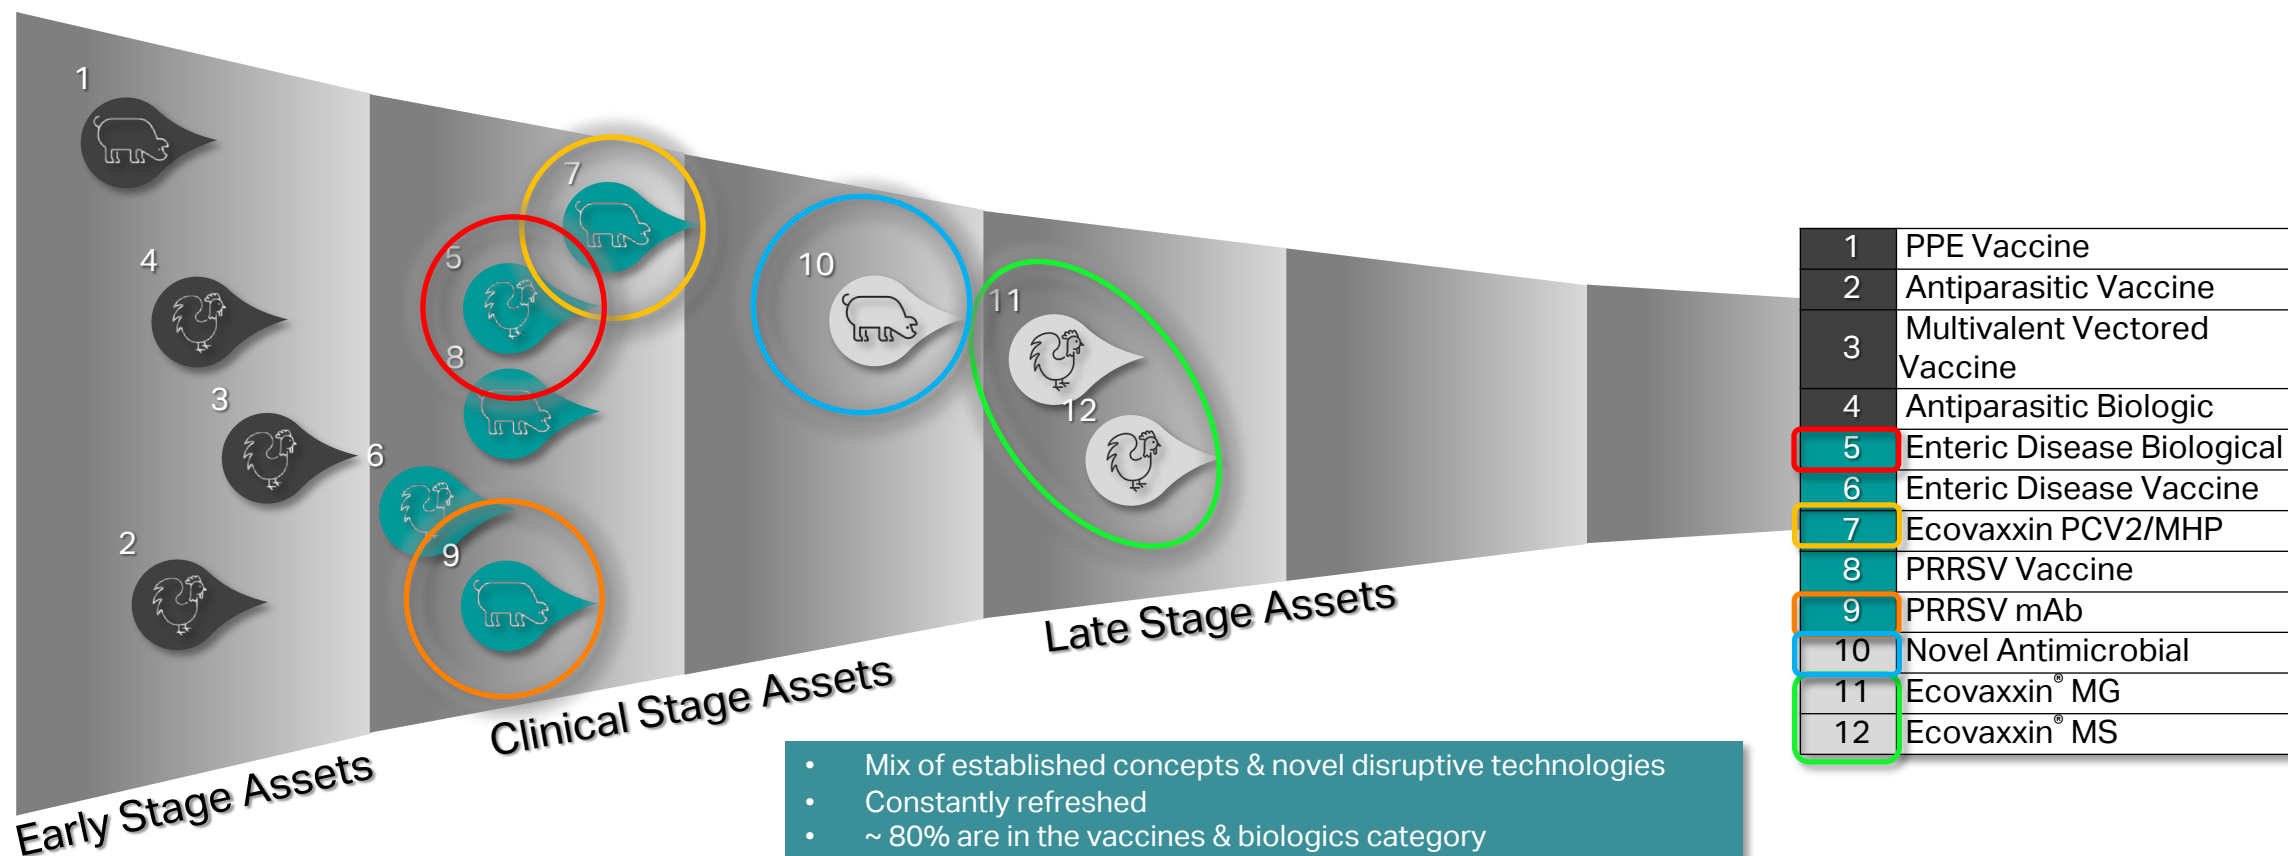 1
7
4
5
10
11
8
3
12
6
2
9
Early Stage Assets
Clinical Stage Assets
Late Stage Assets
1 PPE Vaccine
2 Antiparasitic Vaccine
3 Multivalent Vectored
Vaccine
4 Antiparasitic Biologic
5 Enteric Disease Biological
6 Enteric Disease Vaccine
7 Ecovaxxin PCV2/MHP
8 PRRSV Vaccine
9 PRRSV mAb
10 Novel Antimicrobial
11 Ecovaxxin® MG
12 Ecovaxxin® MS
• Mix of established concepts & novel disruptive technologies
• Constantly refreshed
• ~ 80% are in the vaccines & biologics category